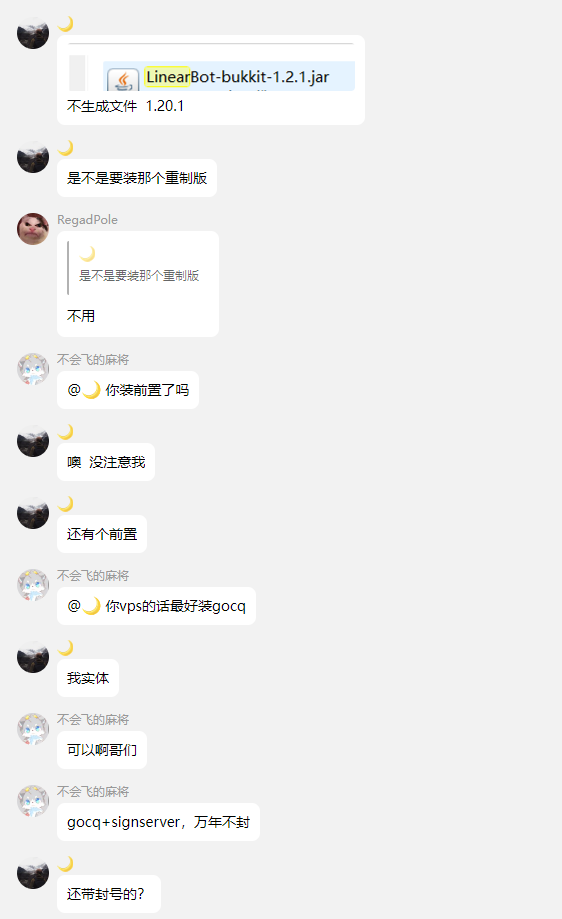 🌙
LinearBot-bukkit-1.2.1.jar
不生成文件  1.20.1
🌙
是不是要装那个重制版
RegadPole
🌙
是不是要装那个重制版
不用
不会飞的麻将
@🌙 你装前置了吗
🌙
噢  没注意我
🌙
还有个前置
不会飞的麻将
@🌙 你vps的话最好装gocq
🌙
我实体
不会飞的麻将
可以啊哥们
不会飞的麻将
gocq+signserver，万年不封
🌙
还带封号的?